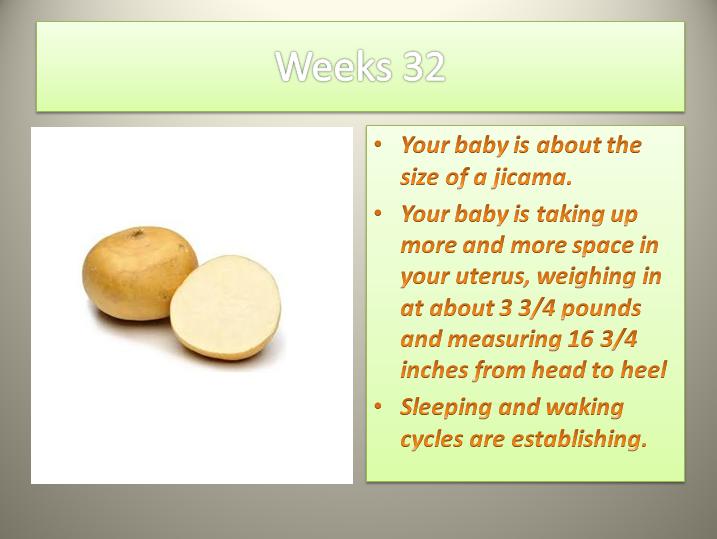 Weeks 32
• Your baby is about the
size of a jicama.
• Your baby is taking up
more and more space in
your uterus, weighing in
at about 3 3/4 pounds
and measuring 16 3/4
inches from head to heel
• Sleeping and waking
cycles are establishing.